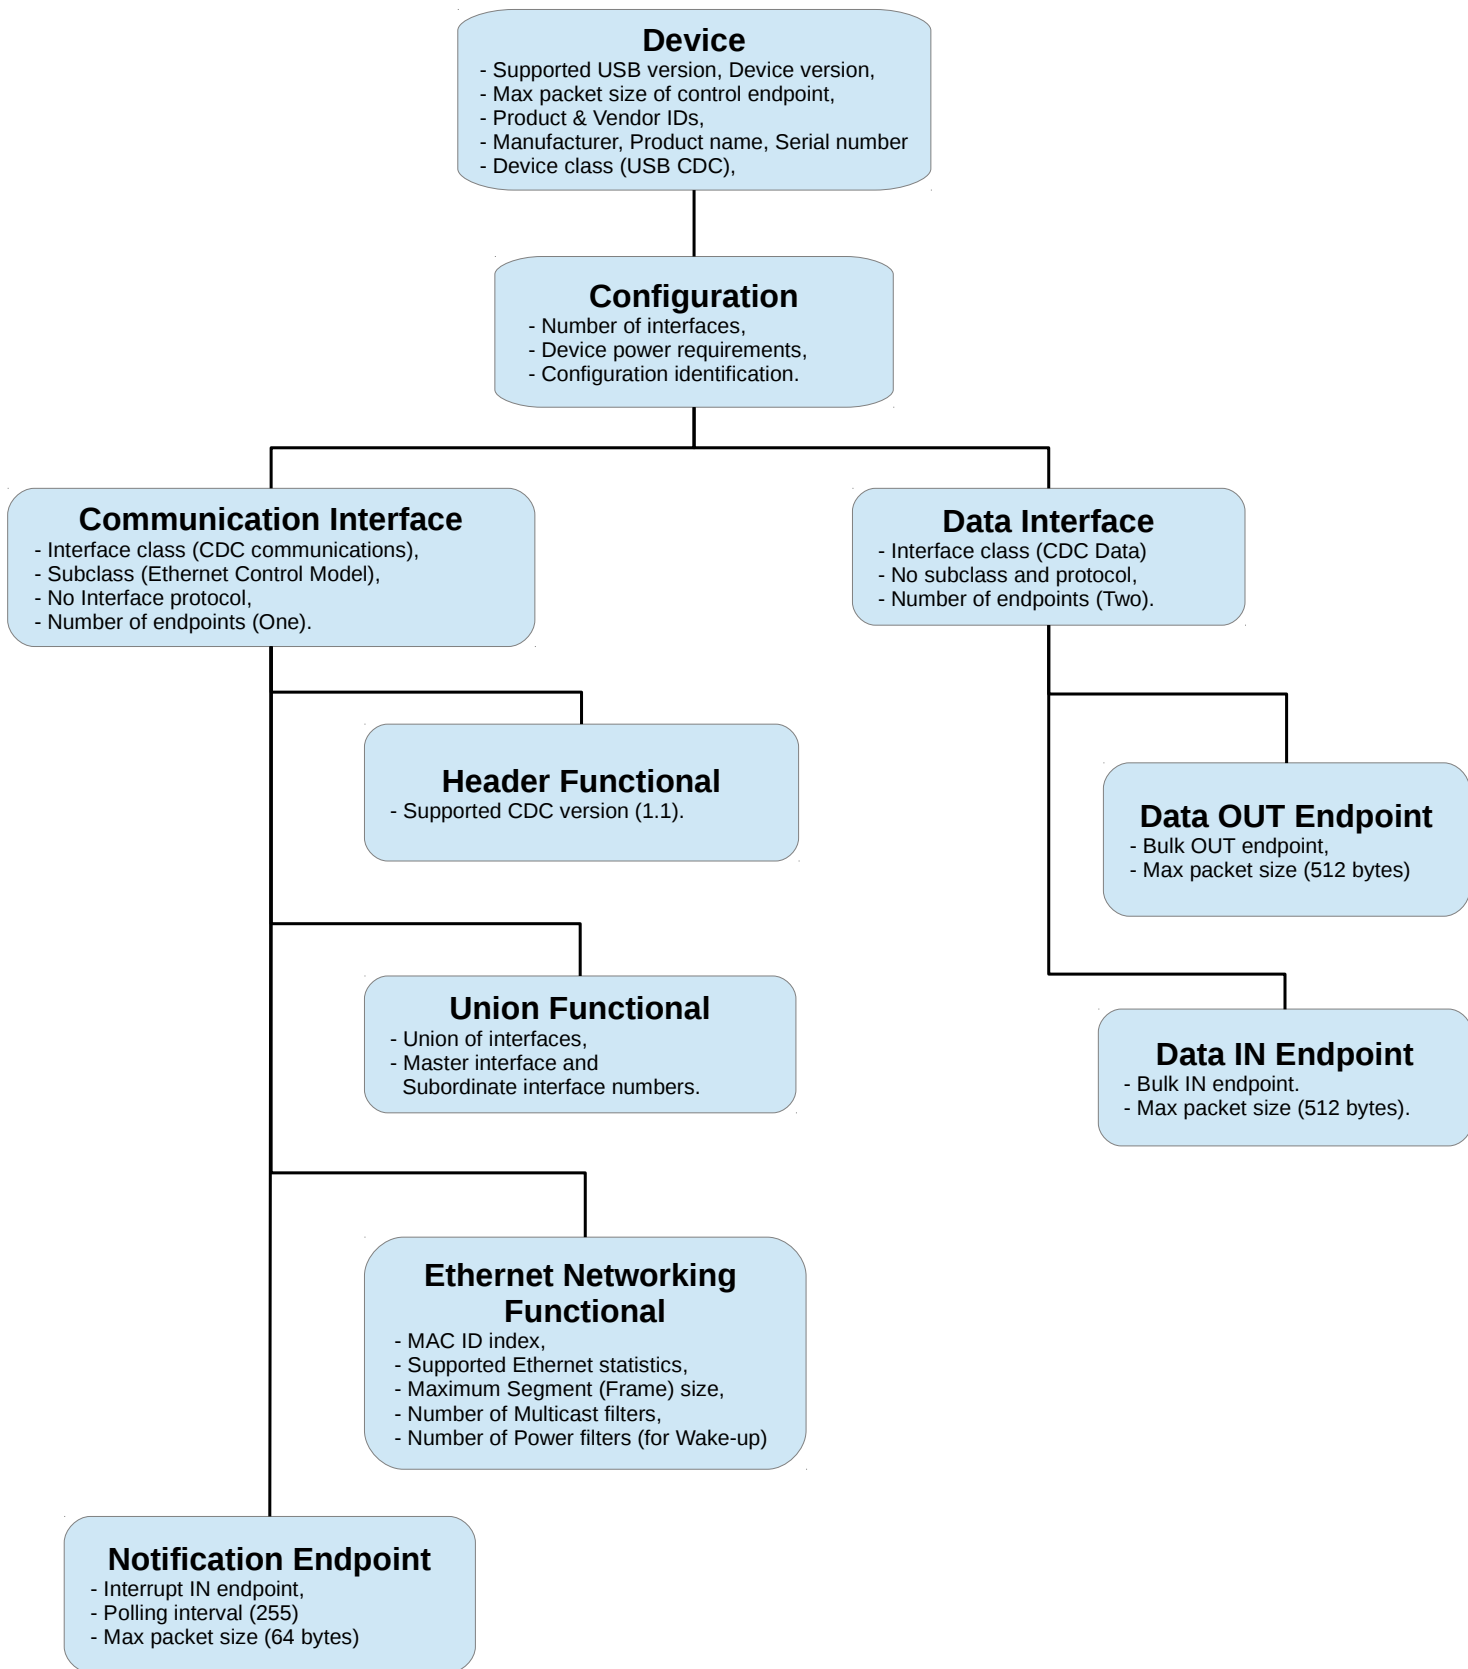 Device
- Supported USB version, Device version,
- Max packet size of control endpoint,
- Product & Vendor IDs,
- Manufacturer, Product name, Serial number
- Device class (USB CDC),
Configuration
- Number of interfaces,
- Device power requirements,
- Configuration identification.
Communication Interface
- Interface class (CDC communications),
- Subclass (Ethernet Control Model),
- No Interface protocol,
- Number of endpoints (One).
Data Interface
- Interface class (CDC Data)
- No subclass and protocol,
- Number of endpoints (Two).
Header Functional
- Supported CDC version (1.1).
Data OUT Endpoint
- Bulk OUT endpoint,
- Max packet size (512 bytes)
Union Functional
- Union of interfaces,
- Master interface and
Subordinate interface numbers.
Data IN Endpoint
- Bulk IN endpoint.
- Max packet size (512 bytes).
Ethernet Networking
Functional
- MAC ID index,
- Supported Ethernet statistics,
- Maximum Segment (Frame) size,
- Number of Multicast filters,
- Number of Power filters (for Wake-up)
Notification Endpoint
- Interrupt IN endpoint,
- Polling interval (255)
- Max packet size (64 bytes)